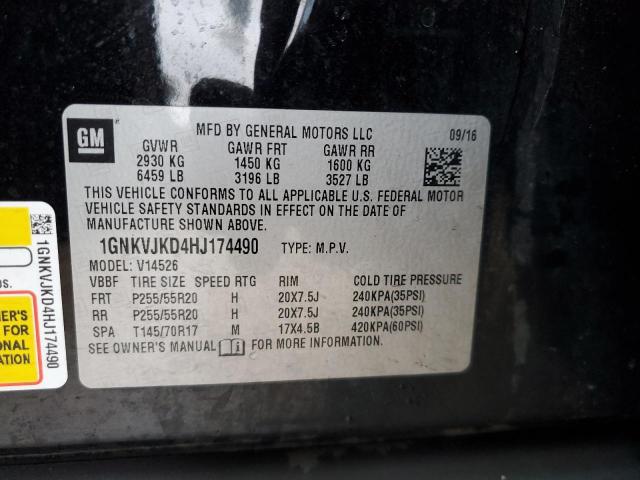 GM
MFD BY GENERAL MOTORS LLC
09/16
GVWR GAWR FRT GAWR RR
2930 KG 1450 KG 1600 KG
6459 LB 3196 LB 3527 LB
THIS VEHICLE CONFORMS TO ALL APPLICABLE U.S. FEDERAL MOTOR
VEHICLE SAFETY STANDARDS IN EFFECT ON THE DATE OF
MANUFACTURE SHOWN ABOVE.
1GNKVJKD4HJ174490 TYPE: M.P.V.
MODEL: V14526
VBBF TIRE SIZE SPEED RTG RIM COLD TIRE PRESSURE
FRT P255/55R20 H 20X7.5J 240KPA(35PSI)
RR P255/55R20 H 20X7.5J 240KPA(35PSI)
SPA T145/70R17 M 17X4.5B 420KPA(60PSI)
SEE OWNER'S MANUAL FOR MORE INFORMATION.
1GNKVJKD4HJ174490
FOR
ONAL